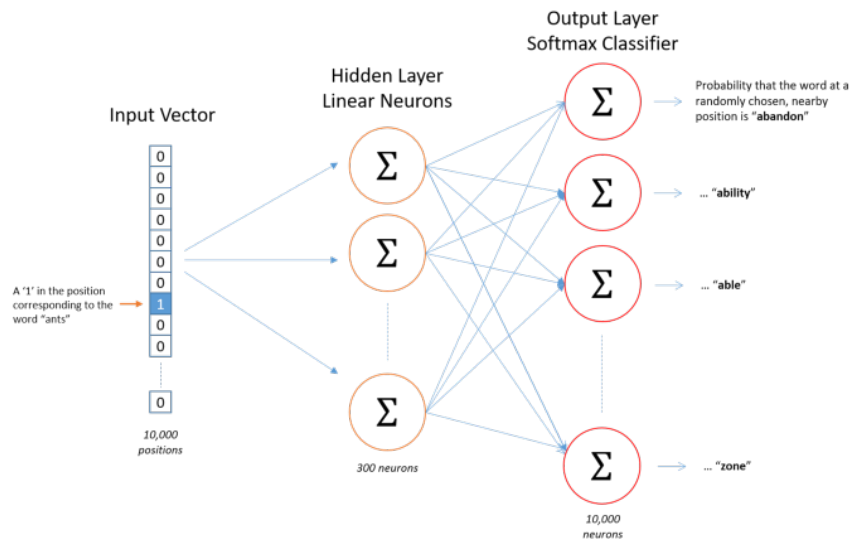 Output Layer
Softmax Classifier
Hidden Layer
Linear Neurons
Input Vector
0
0
0
0
0
0
0
1
0
0
0
A ‘1’ in the position
corresponding to the
word “ants”
10,000
positions
Σ
Σ
Σ
300 neurons
Σ
Σ
Σ
Σ
10,000
neurons
Probability that the word at a
randomly chosen, nearby
position is “abandon”
... “ability”
... “able”
... “zone”